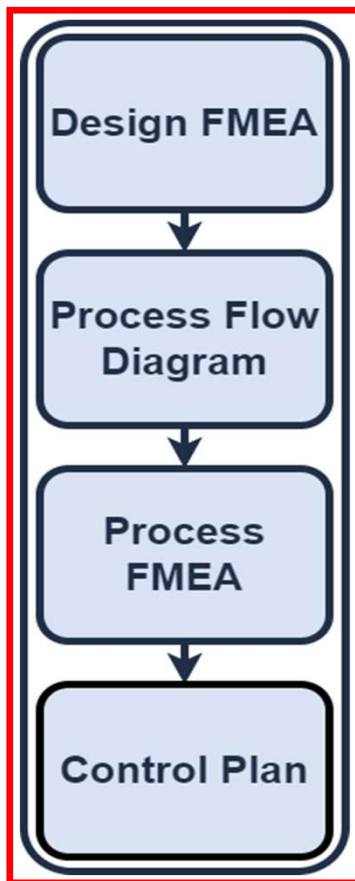 Design FMEA
Process Flow
Diagram
Process
FMEA
Control Plan